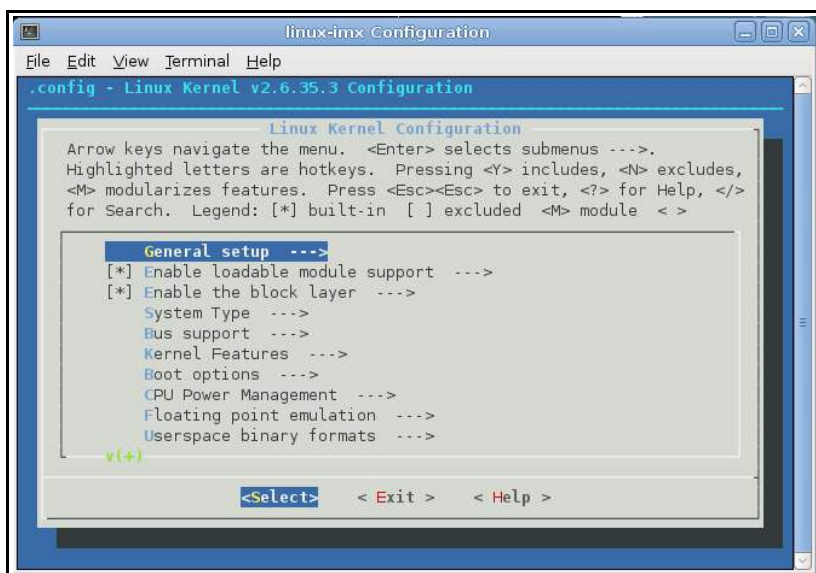 linux-imx Configuration
File Edit View Terminal Help
.config - Linux Kernel v2.6.35.3 Configuration
Linux Kernel Configuration
Arrow keys navigate the menu. <Enter> selects submenus --->.
Highlighted letters are hotkeys. Pressing <Y> includes, <N> excludes,
<M> modularizes features. Press <Esc><Esc> to exit, <?> for Help, </>
for Search. Legend: [*] built-in [ ] excluded <M> module < >
General setup --->
[*] Enable loadable module support --->
[*] Enable the block layer --->
System Type --->
Bus support --->
Kernel Features --->
Boot options --->
CPU Power Management --->
Floating point emulation --->
Userspace binary formats --->
v(+)
<Select> < Exit > < Help >